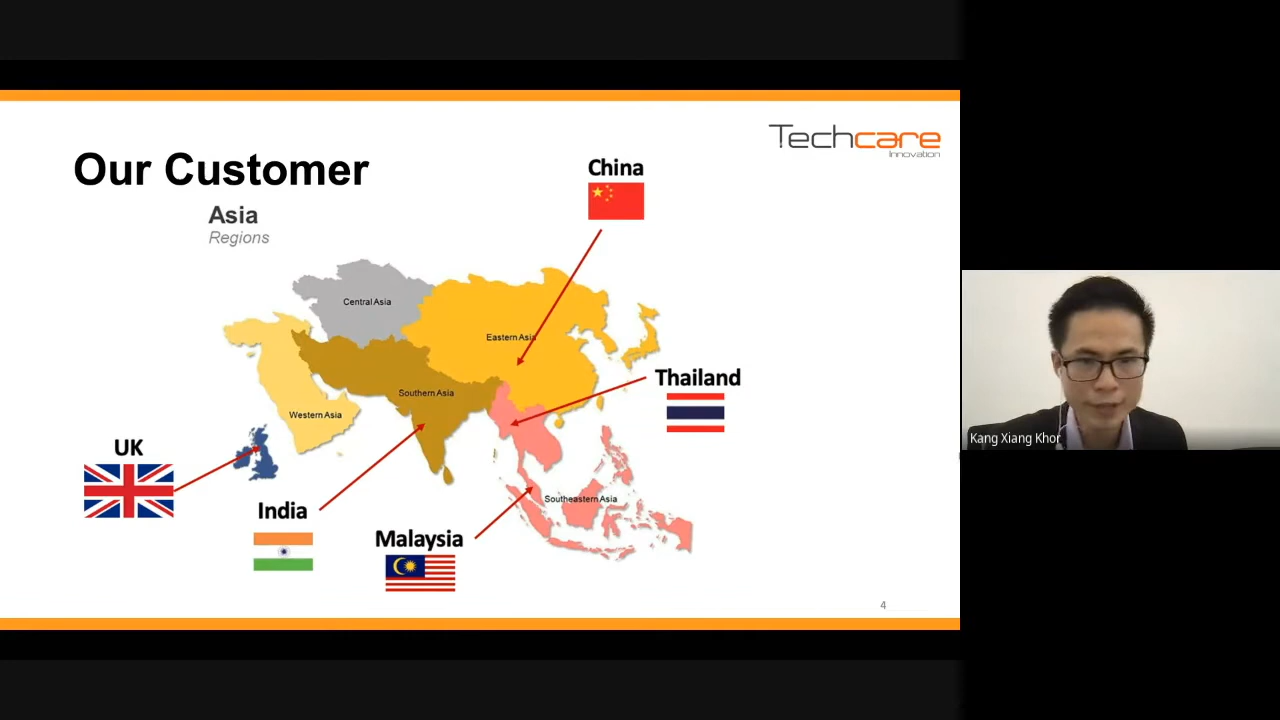 Techcare
Innovation
Our Customer
China
Asia
Regions
Central Asia
Eastern Asia
Thailand
Southern Asia
Western Asia
UK
Southeastern Asia
India
Malaysia
4
Kang Xiang Khor